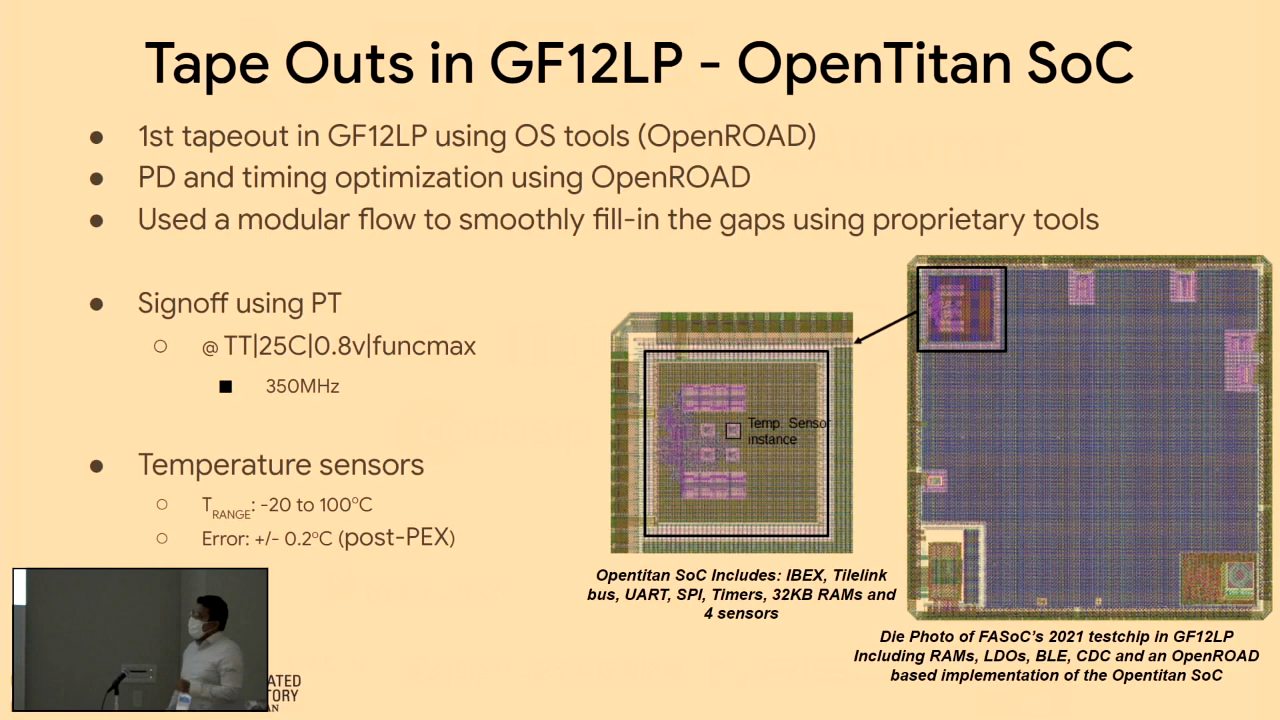 Tape Outs in GF12LP - OpenTitan SoC
● 1st tapeout in GF12LP using OS tools (OpenROAD)
● PD and timing optimization using OpenROAD
● Used a modular flow to smoothly fill-in the gaps using proprietary tools
● Signoff using PT
○ @ TT|25C|0.8v|funcmax
■ 350MHz
● Temperature sensors
○ TRANGE: -20 to 100°C
○ Error: +/- 0.2°C (post-PEX)
Temp. Sensor
instance
Opentitan SoC Includes: IBEX, Tilelink
bus, UART, SPI, Timers, 32KB RAMs and
4 sensors
Die Photo of FASoC's 2021 testchip in GF12LP
Including RAMs, LDOs, BLE, CDC and an OpenROAD
based implementation of the Opentitan SoC
ATED
TORY
AN